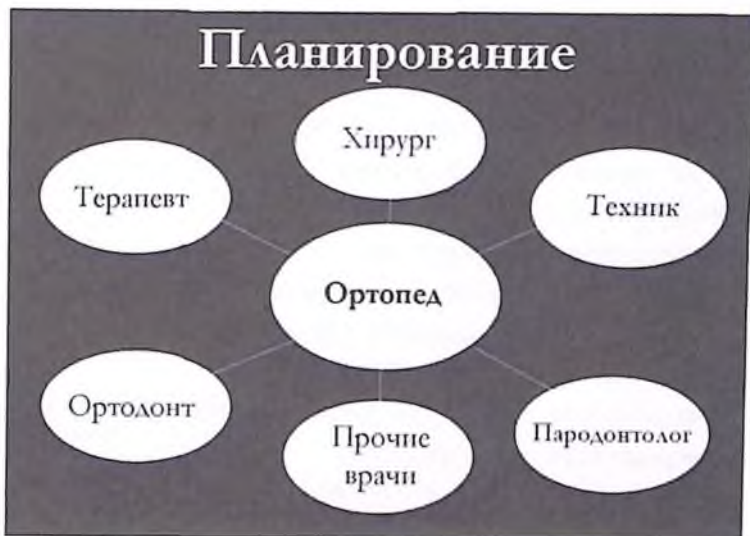 Планирование
Хирург
Терапевт
Техник
Ортопед
Ортодонт
Прочие
врачи
Пародонтолог